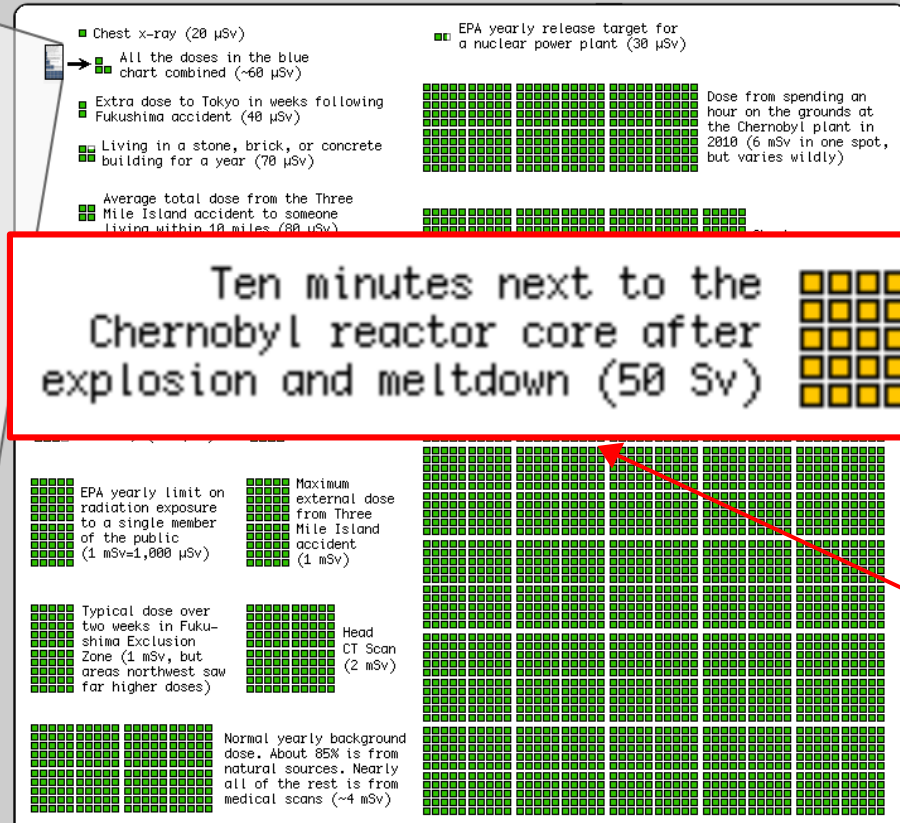 Chest x-ray (20 µSv)
All the doses in the blue
chart combined (~60 µSv)
Extra dose to Tokyo in weeks following
Fukushima accident (40 µSv)
Living in a stone, brick, or concrete
building for a year (70 µSv)
Average total dose from the Three
Mile Island accident to someone
living within 10 miles (80 µSv)
EPA yearly release target for
a nuclear power plant (30 µSv)
Dose from spending an
hour on the grounds at
the Chernobyl plant in
2010 (6 mSv in one spot,
but varies wildly)
Ten minutes next to the
Chernobyl reactor core after
explosion and meltdown (50 Sv)
EPA yearly limit on
radiation exposure
to a single member
of the public
(1 mSv=1,000 µSv)
Maximum
external dose
from Three
Mile Island
accident
(1 mSv)
Typical dose over
two weeks in Fuku-
shima Exclusion
Zone (1 mSv, but
areas northwest saw
far higher doses)
Head
CT Scan
(2 mSv)
Normal yearly background
dose. About 85% is from
natural sources. Nearly
all of the rest is from
medical scans (~4 mSv)